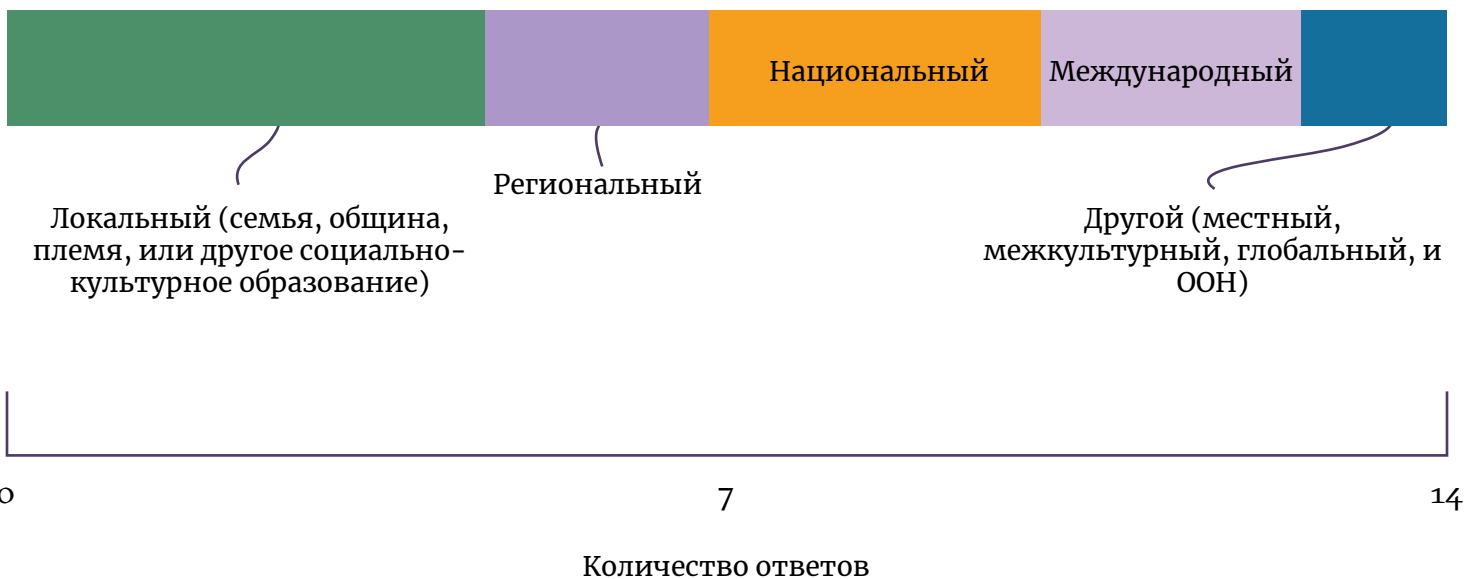 Национальный
Международный
Региональный
Локальный (семья, община,
племя, или другое социально-
культурное образование)
Другой (местный,
межкультурный, глобальный, и
ООН)
0
7
14
Количество ответов